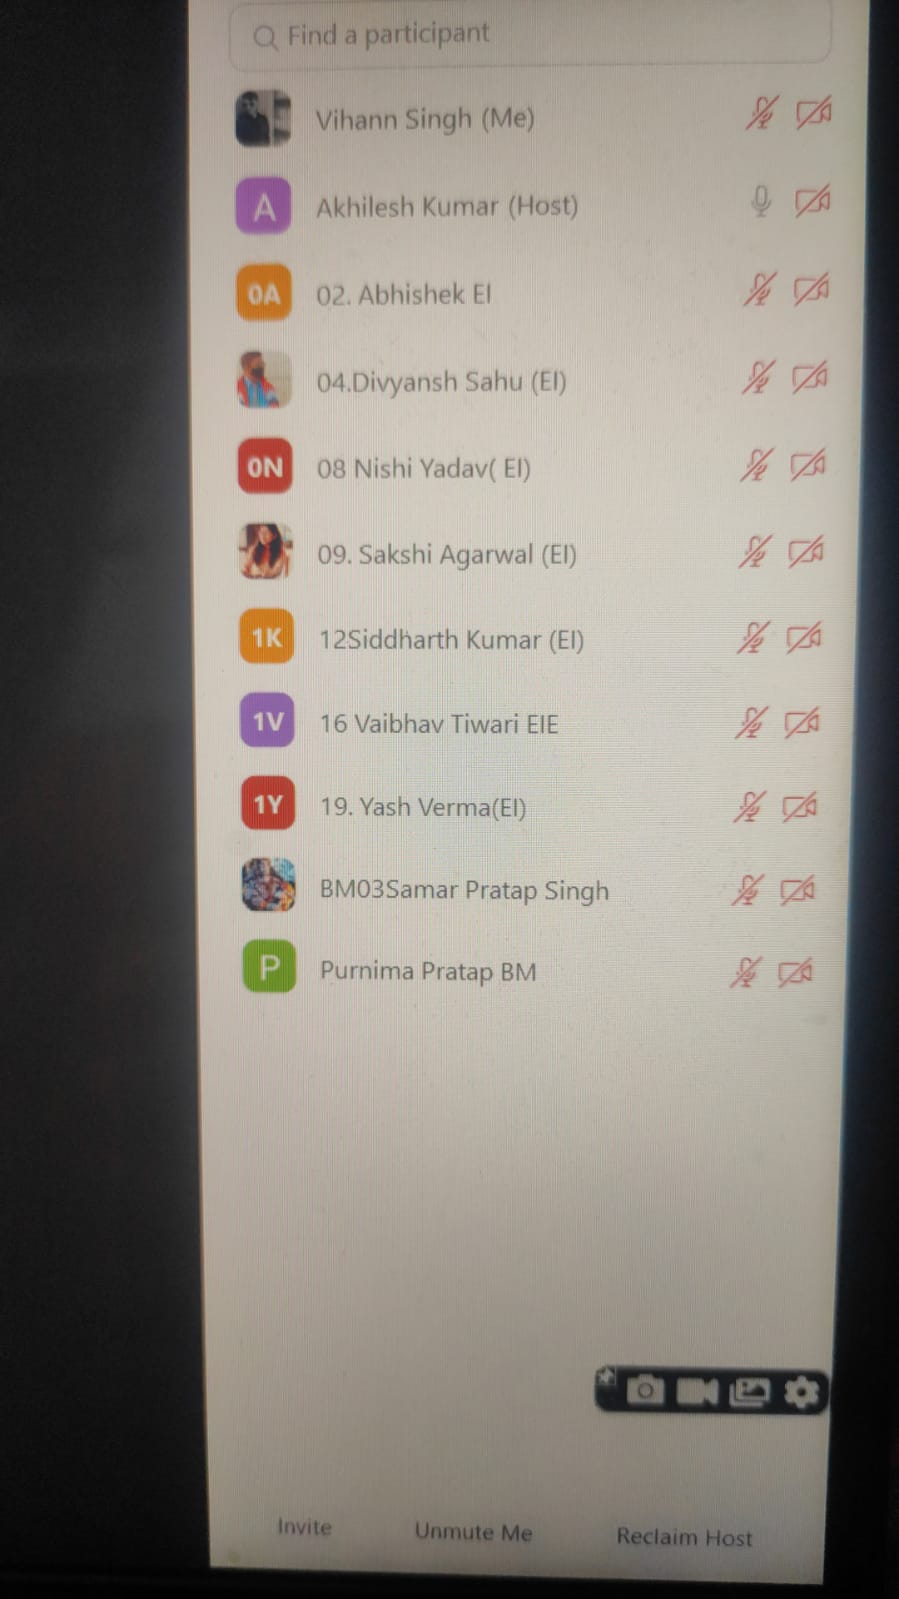 Find a participant
Vihann Singh (Me)
A Akhilesh Kumar (Host)
0A 02. Abhishek EI
04.Divyansh Sahu (EI)
0N 08 Nishi Yadav( EI)
09. Sakshi Agarwal (EI)
1K 12Siddharth Kumar (EI)
1V 16 Vaibhav Tiwari EIE
1Y 19. Yash Verma(EI)
BM03Samar Pratap Singh
P Purnima Pratap BM
Invite Unmute Me Reclaim Host